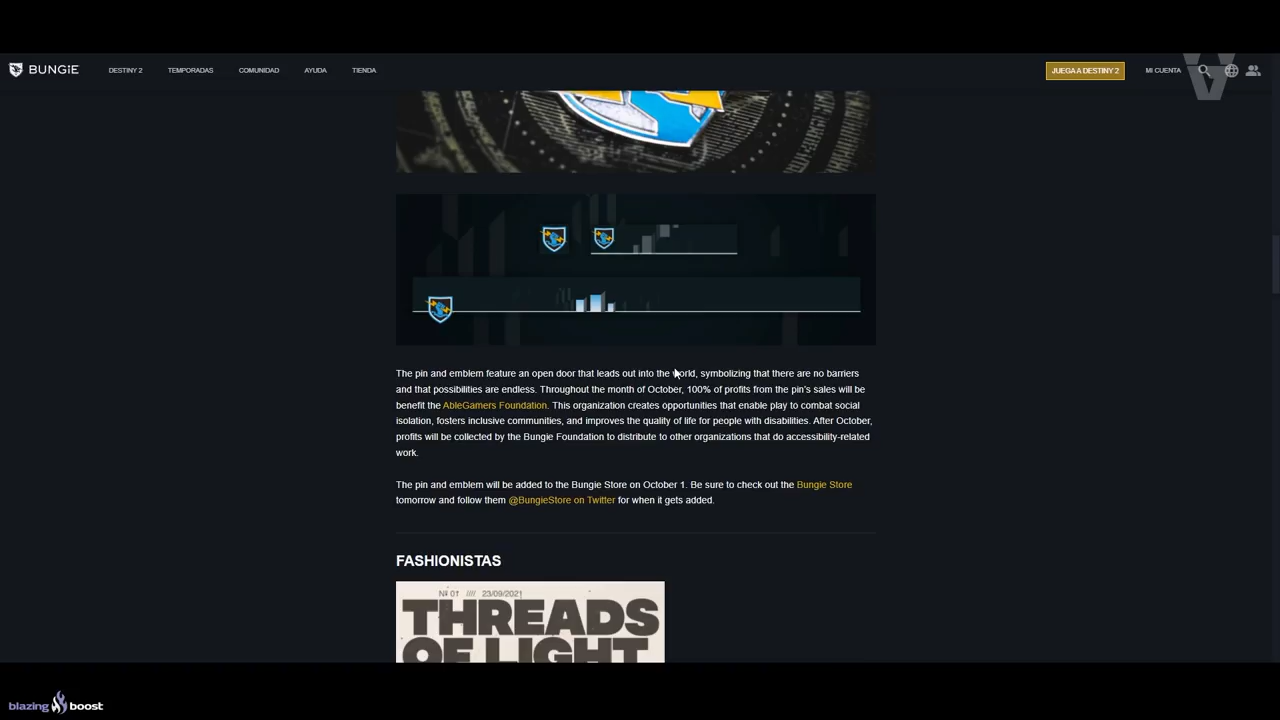 BUNGiE DESTINY 2 TEMPORADAS COMUNIDAD AYUDA TIENDA JUEGA A DESTINY 2 MI CUENTA
The pin and emblem feature an open door that leads out into the world, symbolizing that there are no barriers
and that possibilities are endless. Throughout the month of October, 100% of profits from the pin's sales will be
benefit the AbleGamers Foundation. This organization creates opportunities that enable play to combat social
isolation, fosters inclusive communities, and improves the quality of life for people with disabilities. After October,
profits will be collected by the Bungie Foundation to distribute to other organizations that do accessibility-related
work.
The pin and emblem will be added to the Bungie Store on October 1. Be sure to check out the Bungie Store
tomorrow and follow them @BungieStore on Twitter for when it gets added.
FASHIONISTAS
Nº 01 //// 23/09/2021
THREADS
OF LIGHT
blazing boost